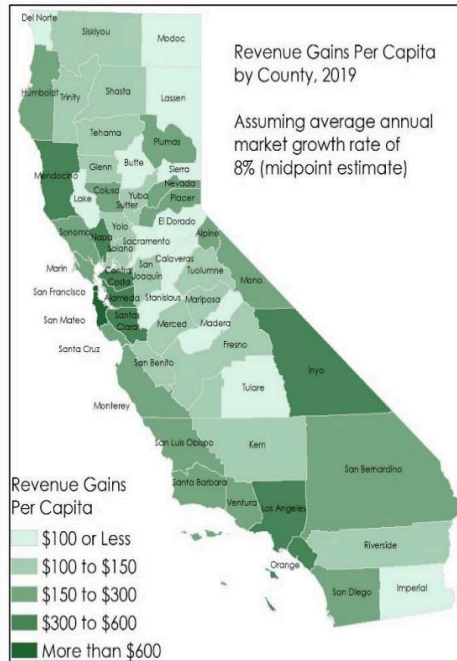 Revenue Gains Per Capita
by County, 2019
Assuming average annual
market growth rate of
8% (midpoint estimate)
Del Norte
Siskiyou
Modoc
Humboldt
Trinity
Shasta
Lassen
Tehama
Plumas
Mendocino
Glenn
Butte
Sierra
Lake
Colusa
Yuba
Nevada
Sutter
Placer
Sonoma
Napa
Yolo
El Dorado
Solano
Sacramento
Alpine
Marin
Contra
Costa
San
Joaquin
Calaveras
Tuolumne
Mono
San Francisco
Alameda
Stanislaus
Mariposa
San Mateo
Santa
Clara
Merced
Madera
Santa Cruz
Fresno
San Benito
Inyo
Monterey
Tulare
San Luis Obispo
Kern
San Bernardino
Santa Barbara
Ventura
Los Angeles
Orange
Riverside
San Diego
Imperial
Revenue Gains
Per Capita
$100 or Less
$100 to $150
$150 to $300
$300 to $600
More than $600